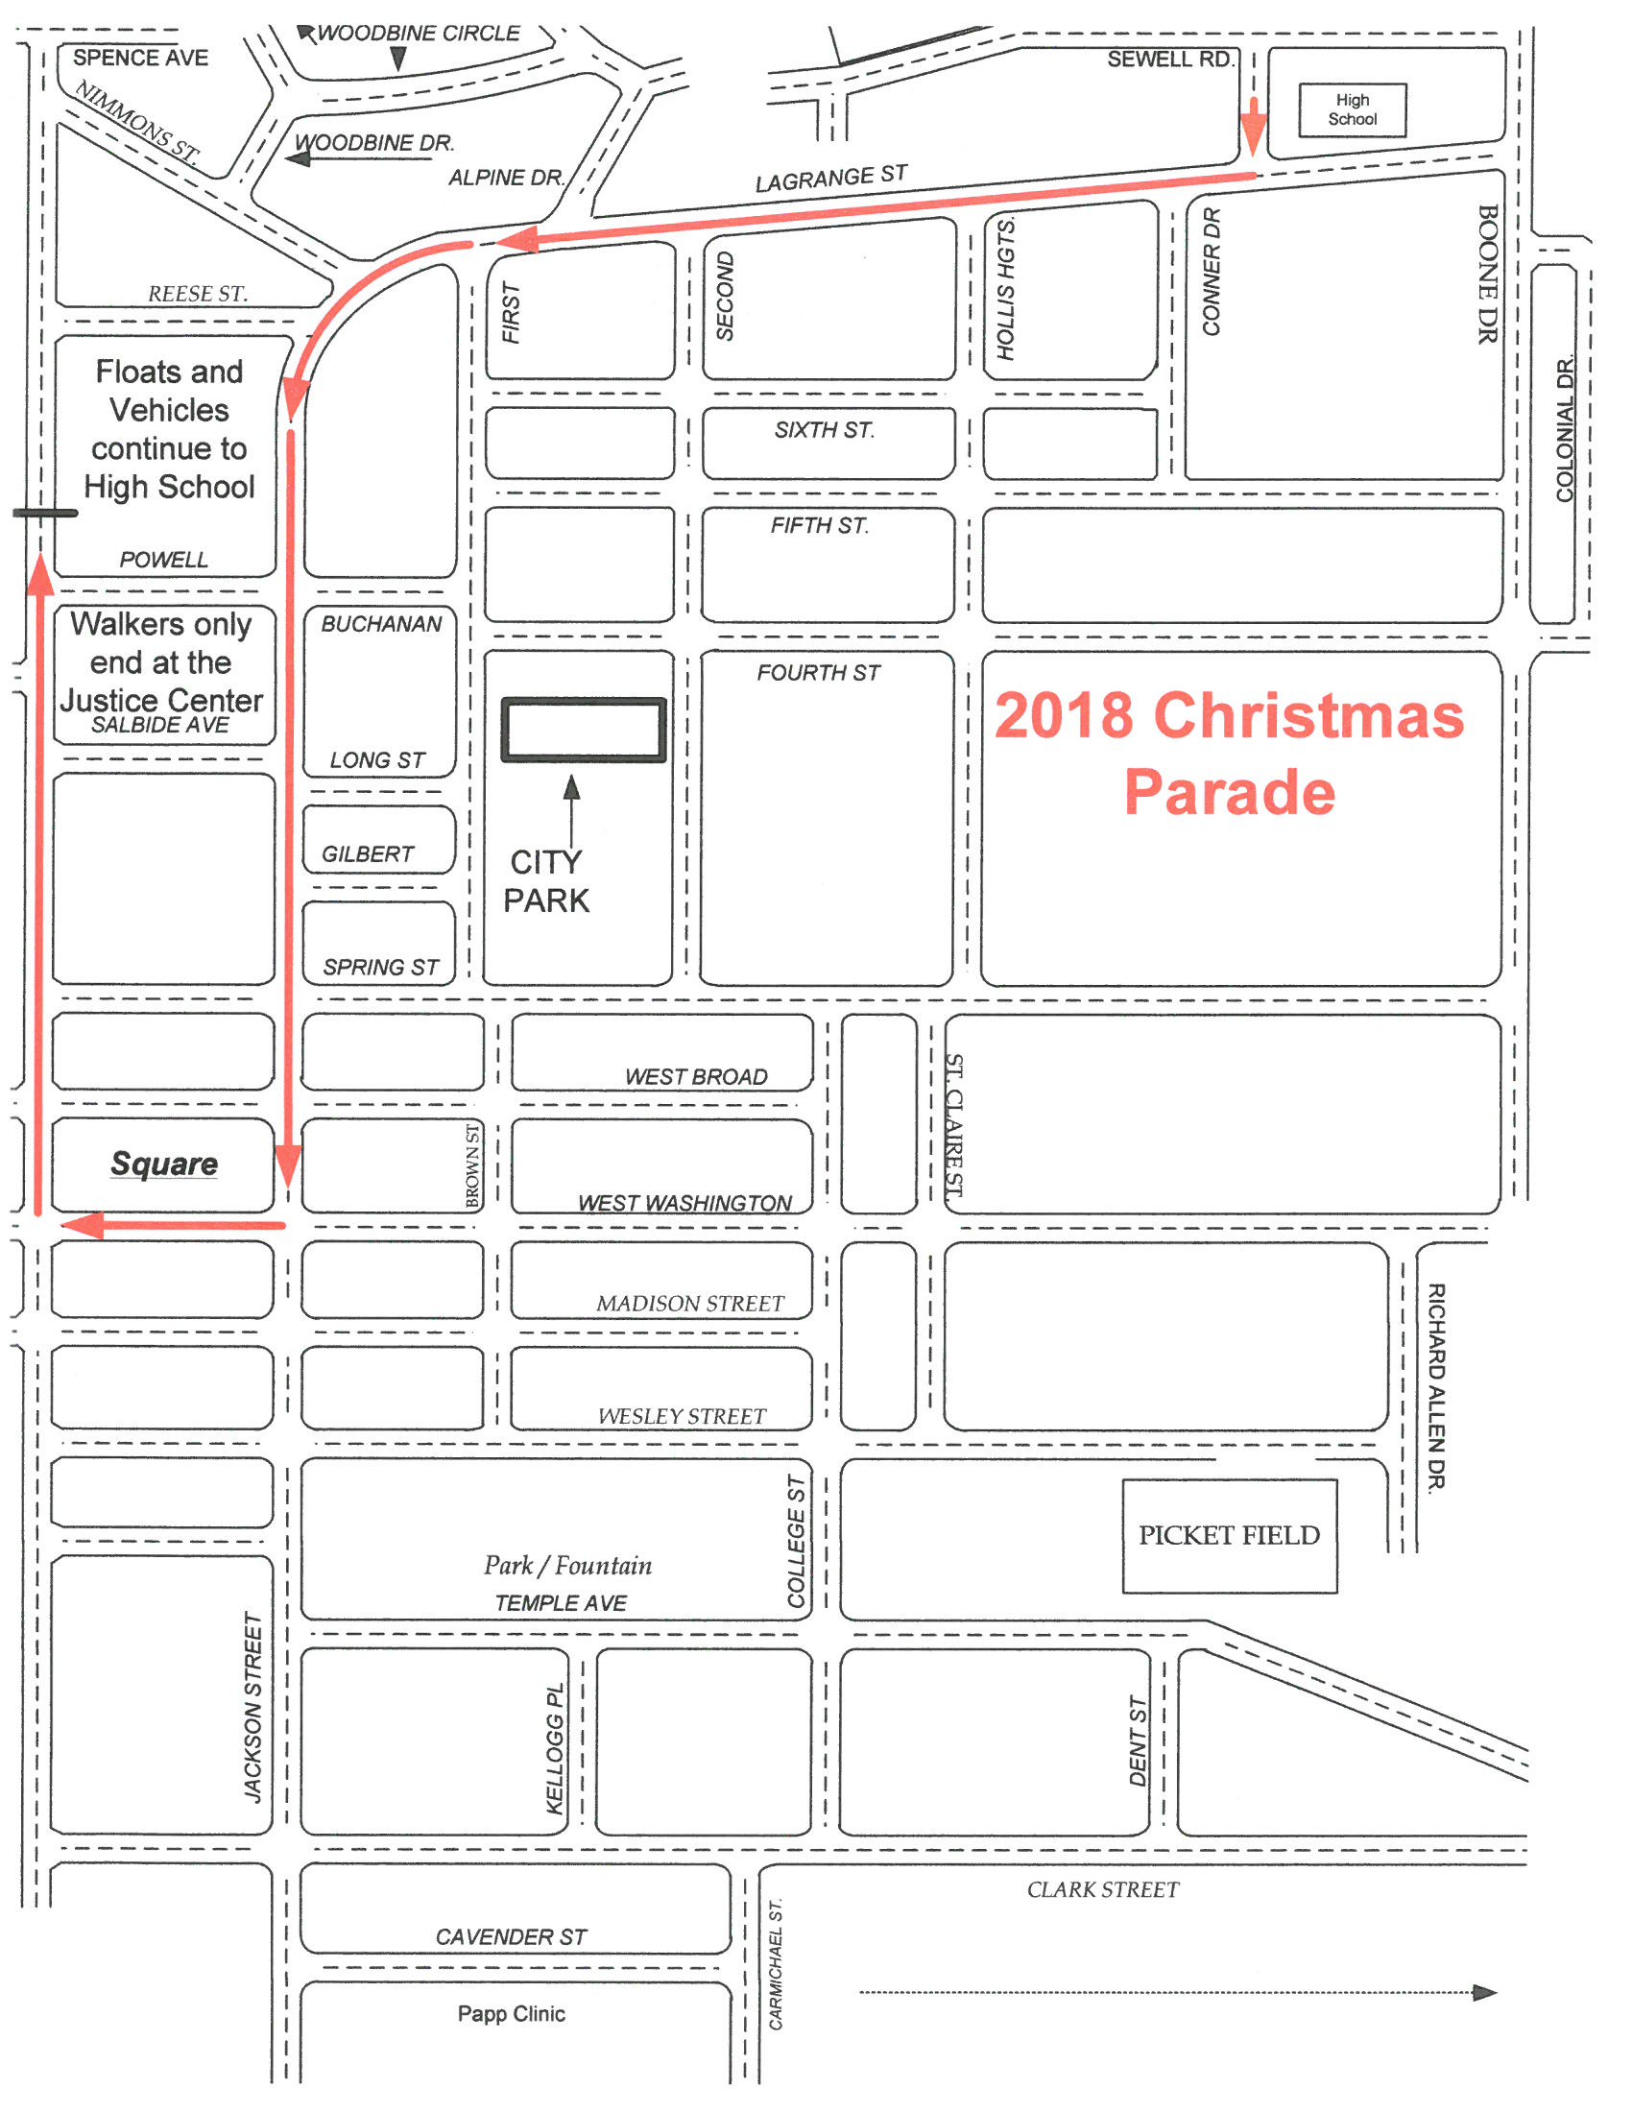 WOODBINE CIRCLE
SPENCE AVE
SEWELL RD.
NIMMONS ST.
High
School
WOODBINE DR.
ALPINE DR.
LAGRANGE ST
REESE ST.
FIRST
SECOND
HOLLIS HGTS.
CONNER DR
BOONE DR
COLONIAL DR.
Floats and
Vehicles
continue to
High School
SIXTH ST.
FIFTH ST.
POWELL
Walkers only
end at the
Justice Center
SALBIDE AVE
BUCHANAN
FOURTH ST
2018 Christmas
Parade
LONG ST
GILBERT
CITY
PARK
SPRING ST
WEST BROAD
ST. CLAIRE ST.
Square
BROWN ST
WEST WASHINGTON
MADISON STREET
RICHARD ALLEN DR.
WESLEY STREET
COLLEGE ST
PICKET FIELD
Park / Fountain
TEMPLE AVE
JACKSON STREET
KELLOGG PL
DENT ST
CLARK STREET
CAVENDER ST
CARMICHAEL ST.
Papp Clinic